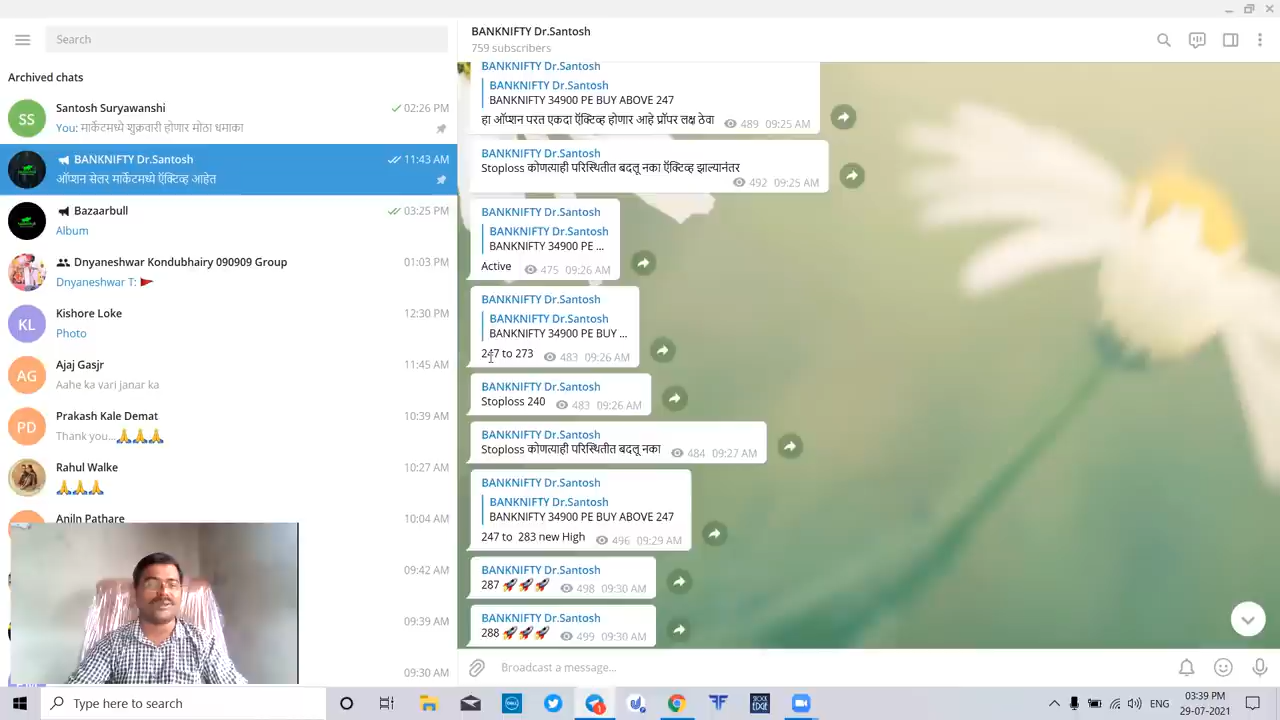 Search
Archived chats
SS
Santosh Suryawanshi
02:26 PM
You: मार्केटमध्ये शुक्रवारी होणार मोठा धमाका
BANKNIFTY Dr.Santosh
11:43 AM
ऑप्शन सेलर मार्केटमध्ये ऍक्टिव्ह आहेत
Bazaarbull
03:25 PM
Album
Dnyaneshwar Kondubhairy 090909 Group
01:03 PM
Dnyaneshwar T: 🚩
KL
Kishore Loke
12:30 PM
Photo
AG
Ajaj Gasjr
11:45 AM
Aahe ka vari janar ka
PD
Prakash Kale Demat
10:39 AM
Thank you...🙏🙏🙏
Rahul Walke
10:27 AM
🙏🙏🙏
Aniln Pathare
10:04 AM
09:42 AM
09:39 AM
09:30 AM
BANKNIFTY Dr.Santosh
759 subscribers
BANKNIFTY Dr.Santosh
BANKNIFTY Dr.Santosh
BANKNIFTY 34900 PE BUY ABOVE 247
हा ऑप्शन परत एकदा ऍक्टिव्ह होणार आहे प्रॉपर लक्ष ठेवा 489 09:25 AM
BANKNIFTY Dr.Santosh
Stoploss कोणत्याही परिस्थितीत बदलू नका ऍक्टिव्ह झाल्यानंतर
492 09:25 AM
BANKNIFTY Dr.Santosh
BANKNIFTY Dr.Santosh
BANKNIFTY 34900 PE ...
Active 475 09:26 AM
BANKNIFTY Dr.Santosh
BANKNIFTY Dr.Santosh
BANKNIFTY 34900 PE BUY ...
247 to 273 483 09:26 AM
BANKNIFTY Dr.Santosh
Stoploss 240 483 09:26 AM
BANKNIFTY Dr.Santosh
Stoploss कोणत्याही परिस्थितीत बदलू नका 484 09:27 AM
BANKNIFTY Dr.Santosh
BANKNIFTY Dr.Santosh
BANKNIFTY 34900 PE BUY ABOVE 247
247 to 283 new High 496 09:29 AM
BANKNIFTY Dr.Santosh
287 🚀🚀🚀 498 09:30 AM
BANKNIFTY Dr.Santosh
288 🚀🚀🚀 499 09:30 AM
Broadcast a message...
Type here to search
STOCK EDGE
ENG
03:39 PM
29-07-2021